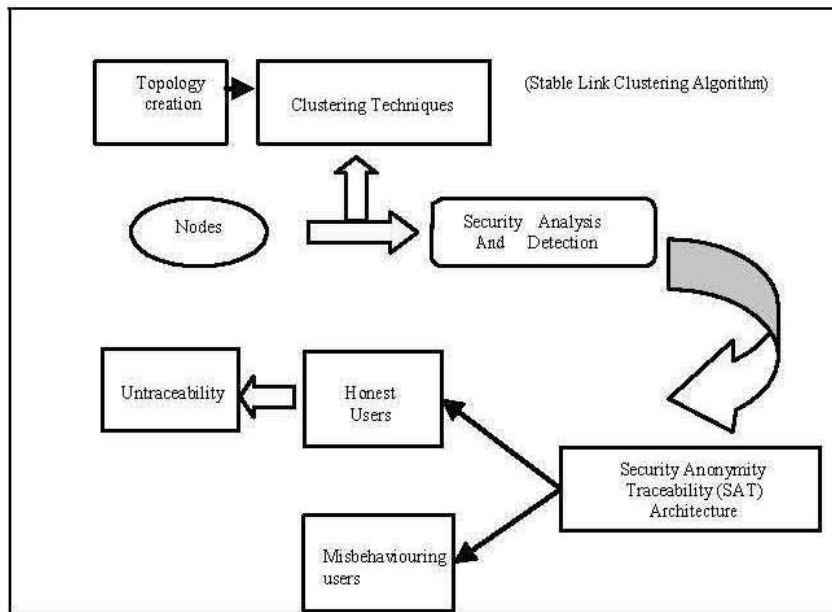 Topology
creation
Clustering Techniques
(Stable Link Clustering Algorithm)
Nodes
Security Analysis
And Detection
Untraceability
Honest
Users
Security Anonymity
Traceability (SAT)
Architecture
Misbehaviouring
users